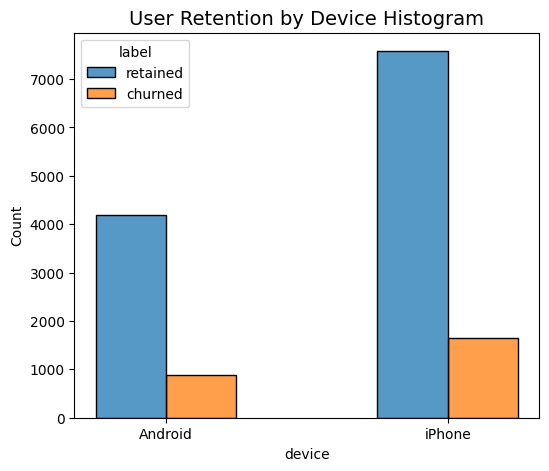 User Retention by Device Histogram
label
retained
churned
7000
6000
5000
4000
3000
2000
1000
0
Count
Android
iPhone
device